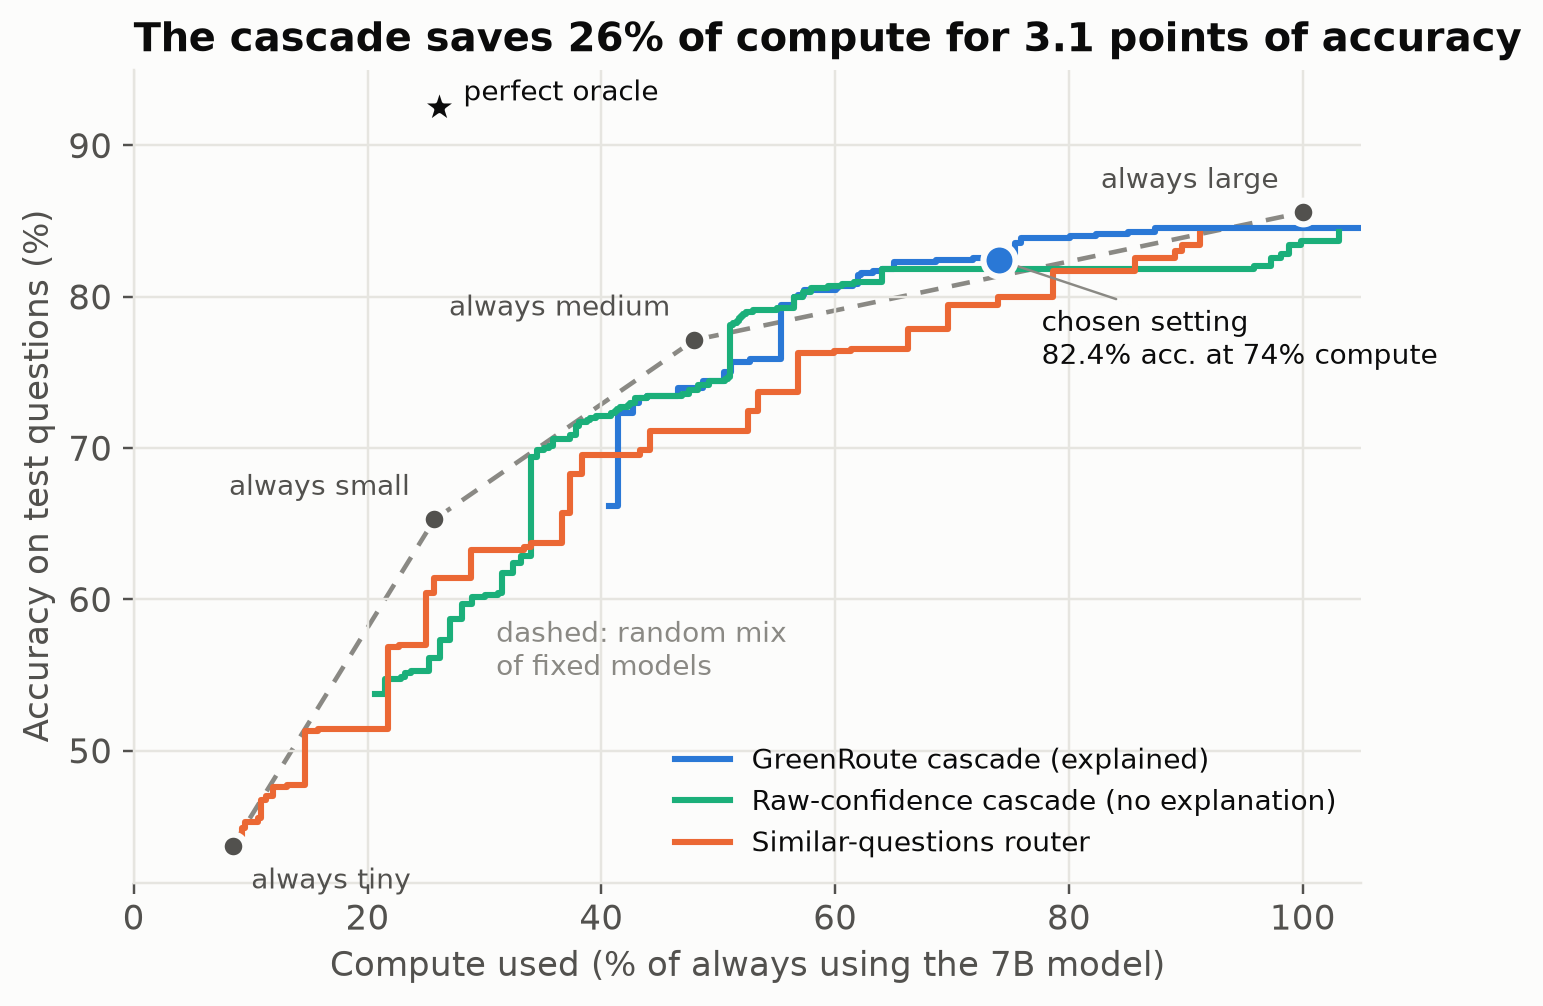 The cascade saves 26% of compute for 3.1 points of accuracy
perfect oracle
90
always large
Accuracy on test questions (%)
always medium
80
chosen setting
82.4% acc. at 74% compute
70
always small
60
dashed: random mix
of fixed models
50
GreenRoute cascade (explained)
Raw-confidence cascade (no explanation)
Similar-questions router
always tiny
0 20 40 60 80 100
Compute used (% of always using the 7B model)